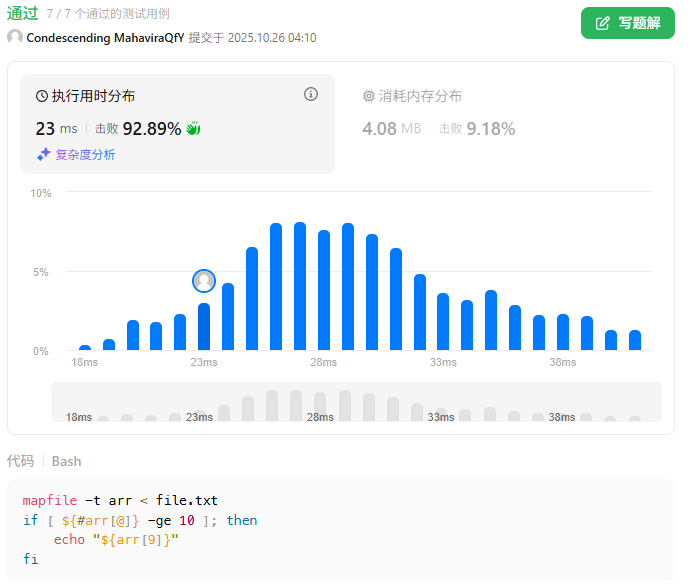 通过 7 / 7 个通过的测试用例
写题解
Condescending MahaviraQfY 提交于 2025.10.26 04:10
执行用时分布
消耗内存分布
23 ms 击败 92.89%
4.08 MB 击败 9.18%
复杂度分析
10%
5%
0%
18ms 23ms 28ms 33ms 38ms
18ms 23ms 28ms 33ms 38ms
代码 Bash
mapfile -t arr < file.txt
if [ ${#arr[@]} -ge 10 ]; then
    echo "${arr[9]}"
fi